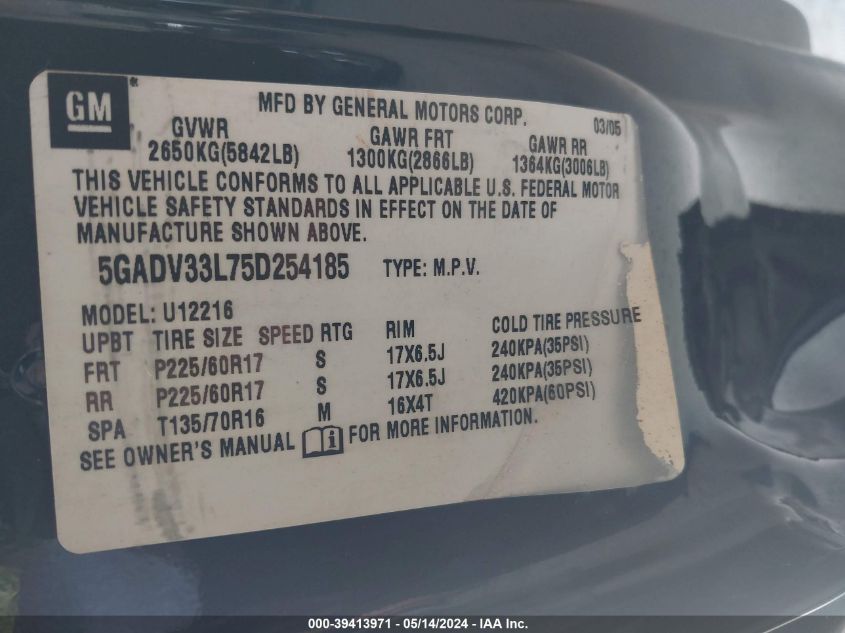 GM
MFD BY GENERAL MOTORS CORP. 03/05
GVWR GAWR FRT GAWR RR
2650KG(5842LB) 1300KG(2866LB) 1364KG(3006LB)
THIS VEHICLE CONFORMS TO ALL APPLICABLE U.S. FEDERAL MOTOR
VEHICLE SAFETY STANDARDS IN EFFECT ON THE DATE OF
MANUFACTURE SHOWN ABOVE.
5GADV33L75D254185 TYPE: M.P.V.
MODEL: U12216
UPBT TIRE SIZE SPEED RTG RIM COLD TIRE PRESSURE
FRT P225/60R17 S 17X6.5J 240KPA(35PSI)
RR P225/60R17 S 17X6.5J 240KPA(35PSI)
SPA T135/70R16 M 16X4T 420KPA(60PSI)
SEE OWNER'S MANUAL i FOR MORE INFORMATION.
000-39413971 - 05/14/2024 - IAA Inc.